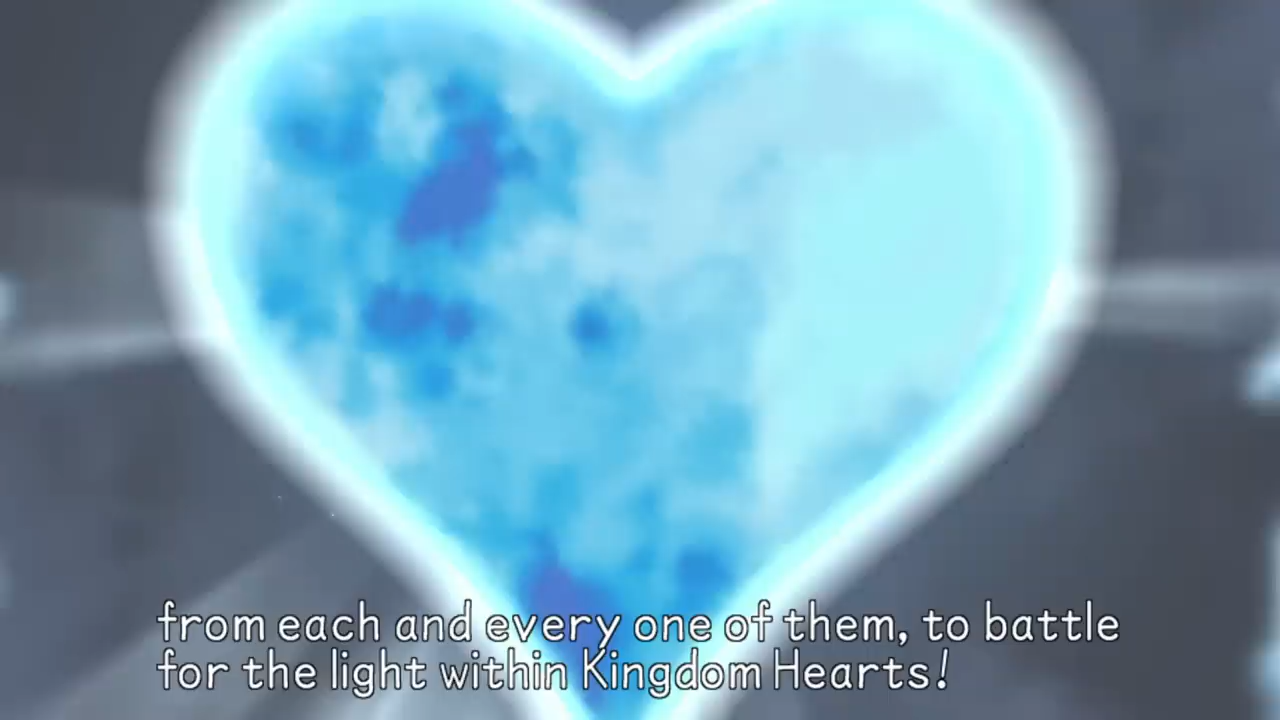 from each and every one of them, to battle
for the light within Kingdom Hearts!